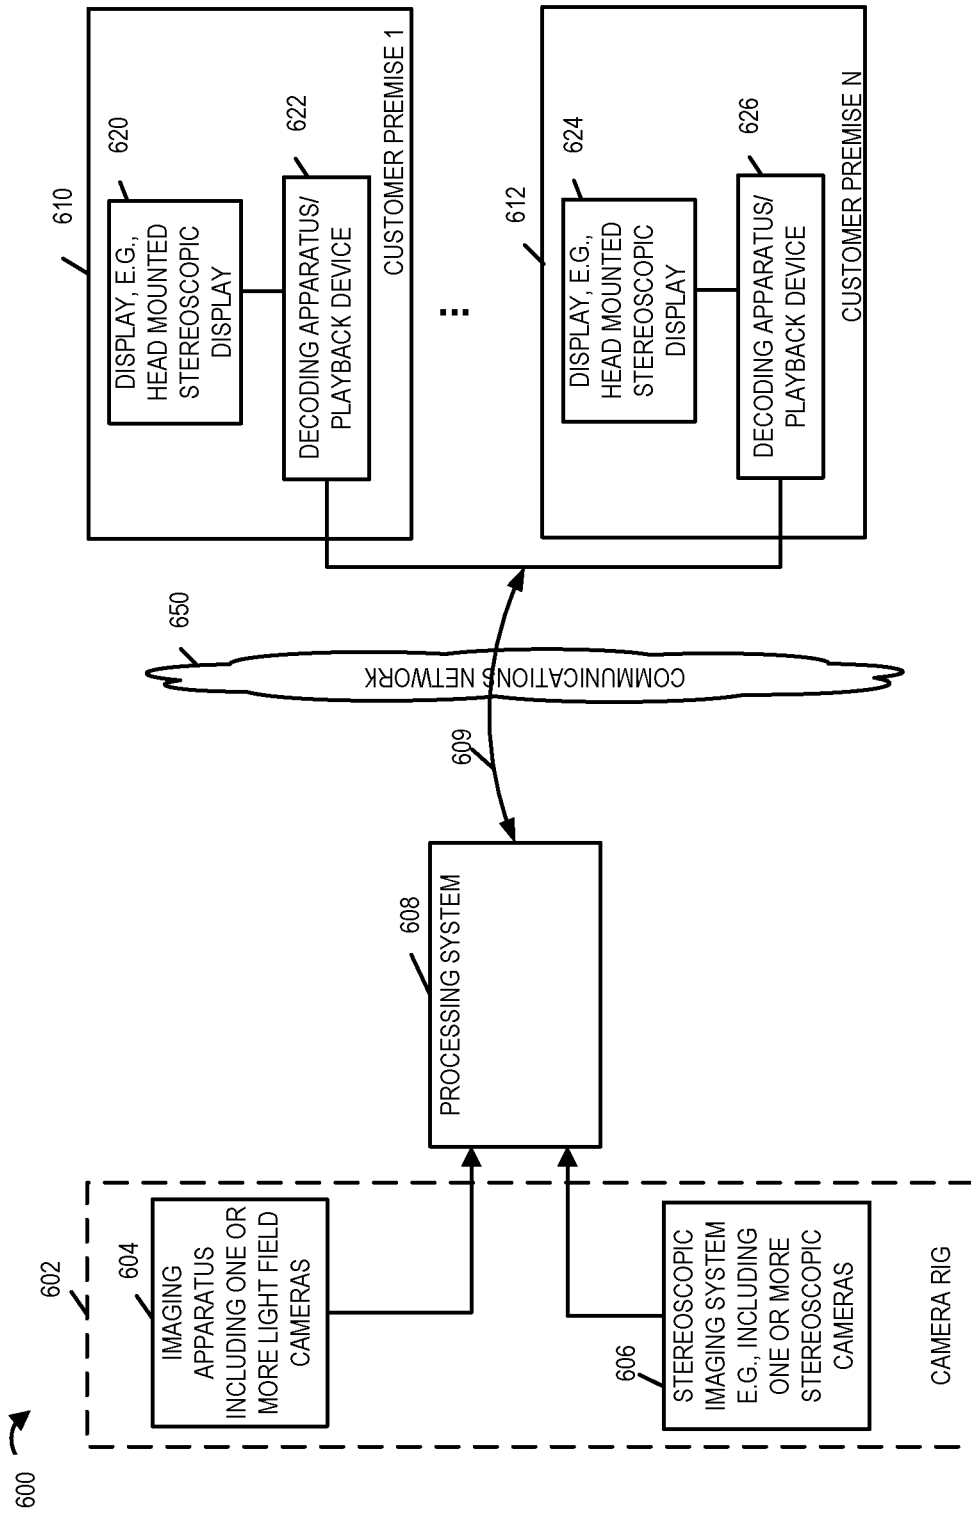 600
602
604
IMAGING
APPARATUS
INCLUDING ONE OR
MORE LIGHT FIELD
CAMERAS
606
STEREOSCOPIC
IMAGING SYSTEM
E.G., INCLUDING
ONE OR MORE
STEREOSCOPIC
CAMERAS
CAMERA RIG
608
PROCESSING SYSTEM
609
650
COMMUNICATIONS NETWORK
610
620
DISPLAY, E.G.,
HEAD MOUNTED
STEREOSCOPIC
DISPLAY
622
DECODING APPARATUS/
PLAYBACK DEVICE
CUSTOMER PREMISE 1
...
612
624
DISPLAY, E.G.,
HEAD MOUNTED
STEREOSCOPIC
DISPLAY
626
DECODING APPARATUS/
PLAYBACK DEVICE
CUSTOMER PREMISE N